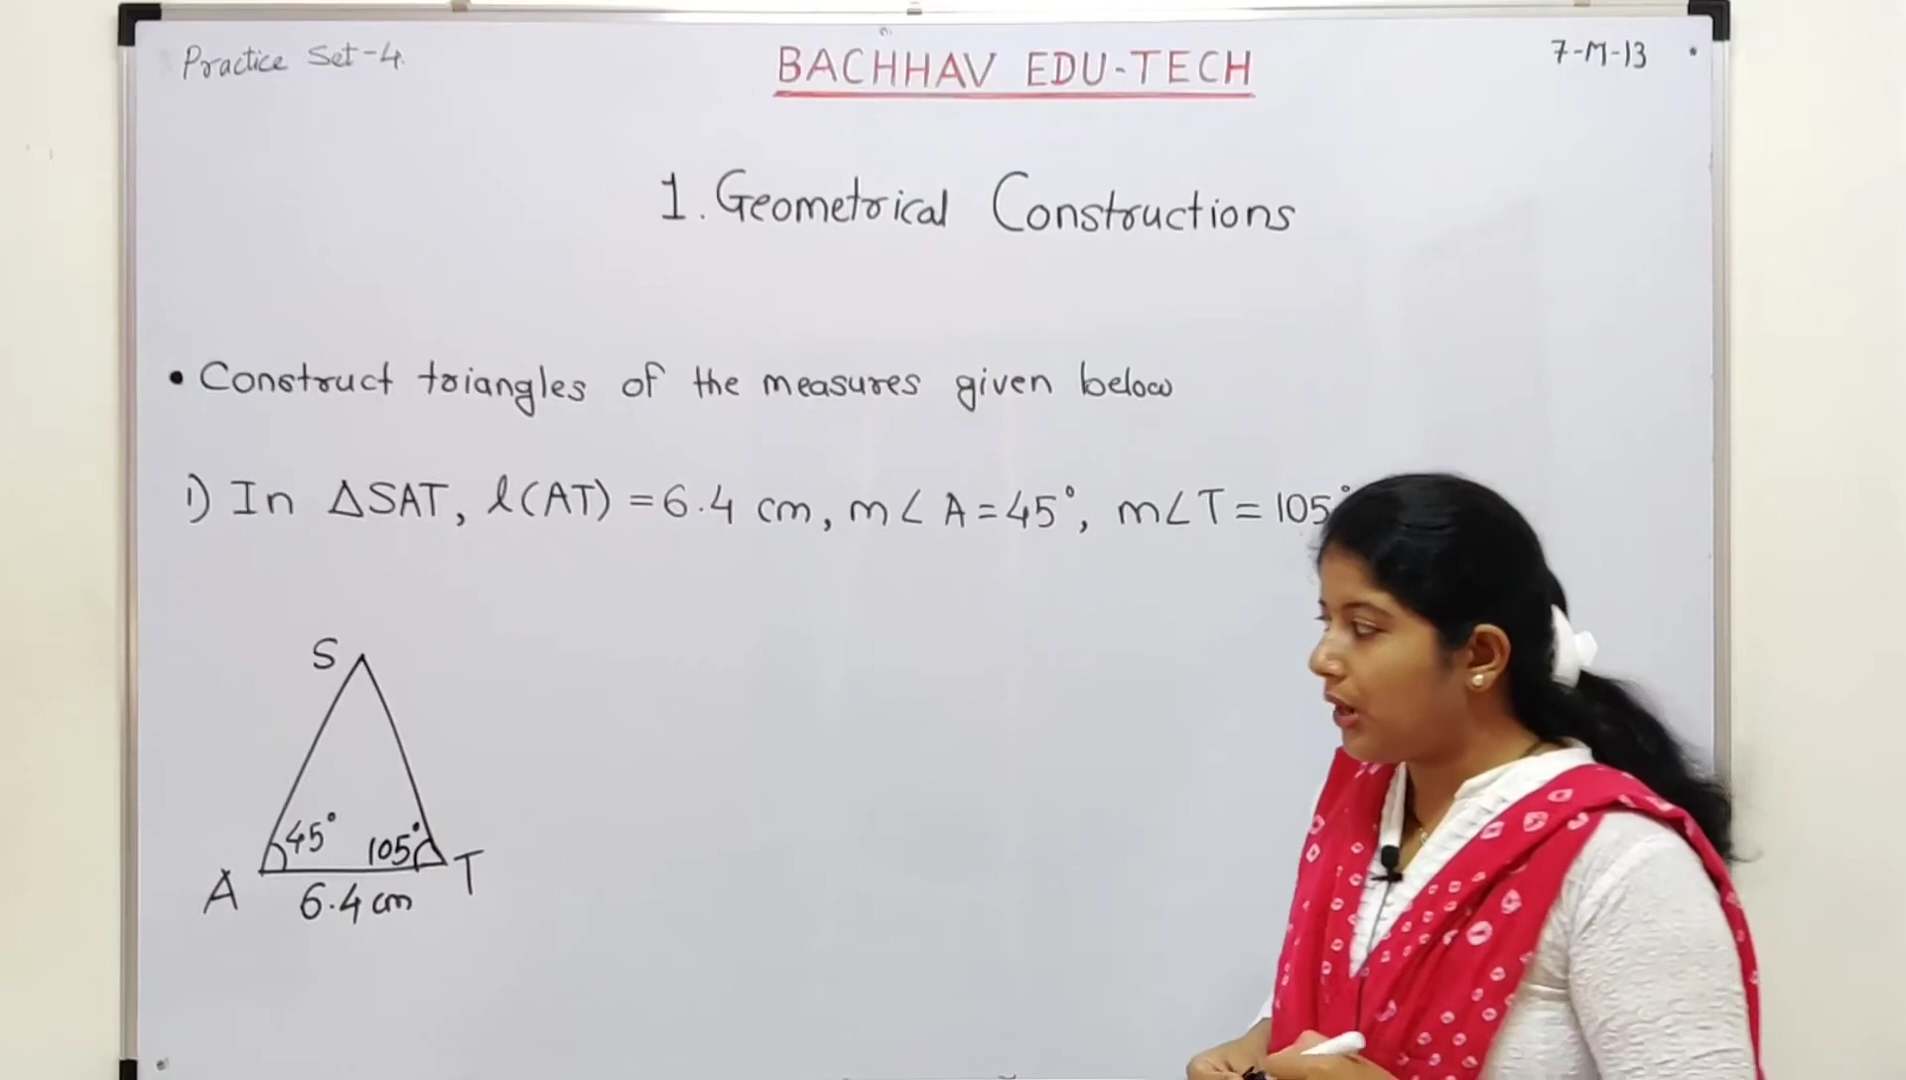 Practice Set-4
BACHHAV EDU-TECH
7-M-13
1. Geometrical Constructions
• Construct triangles of the measures given below
i) In ΔSAT, l(AT) = 6.4 cm, m∠ A = 45°, m∠ T = 105°
S
45° 105°
A T
6.4 cm